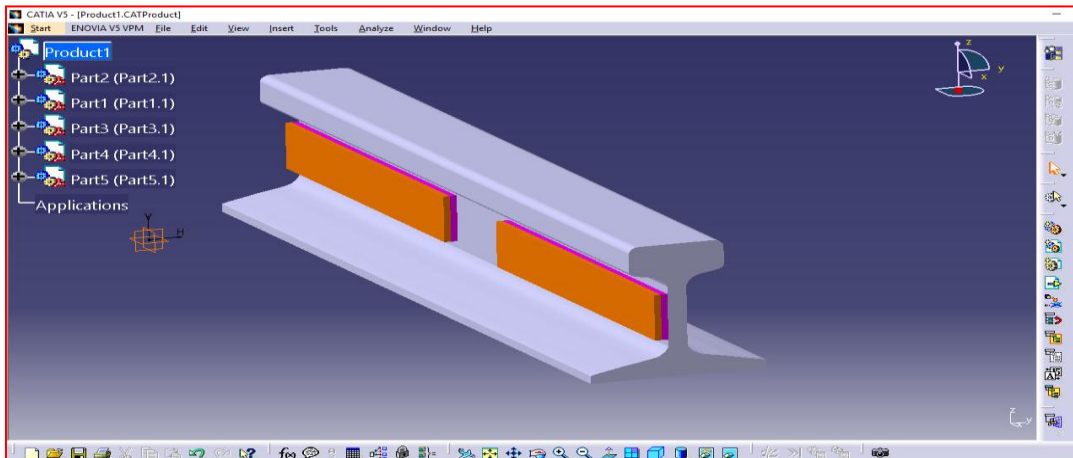 CATIA V5 - [Product1.CATProduct]
Start ENOVIA V5 VPM File Edit View Insert Tools Analyze Window Help
Product1
Part2 (Part2.1)
Part1 (Part1.1)
Part3 (Part3.1)
Part4 (Part4.1)
Part5 (Part5.1)
Applications
z
y
x
Y
H
z
x y
f(x)